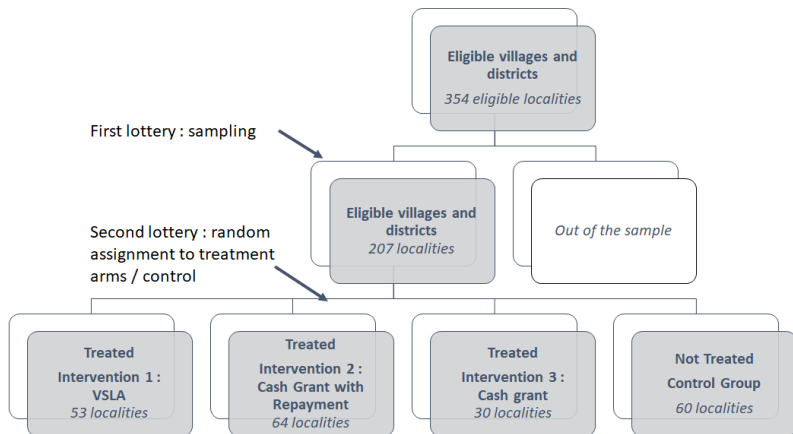 Eligible villages and
districts
354 eligible localities
First lottery : sampling
Eligible villages and
districts
207 localities
Out of the sample
Second lottery : random
assignment to treatment
arms / control
Treated
Intervention 1 :
VSLA
53 localities
Treated
Intervention 2 :
Cash Grant with
Repayment
64 localities
Treated
Intervention 3 :
Cash grant
30 localities
Not Treated
Control Group
60 localities